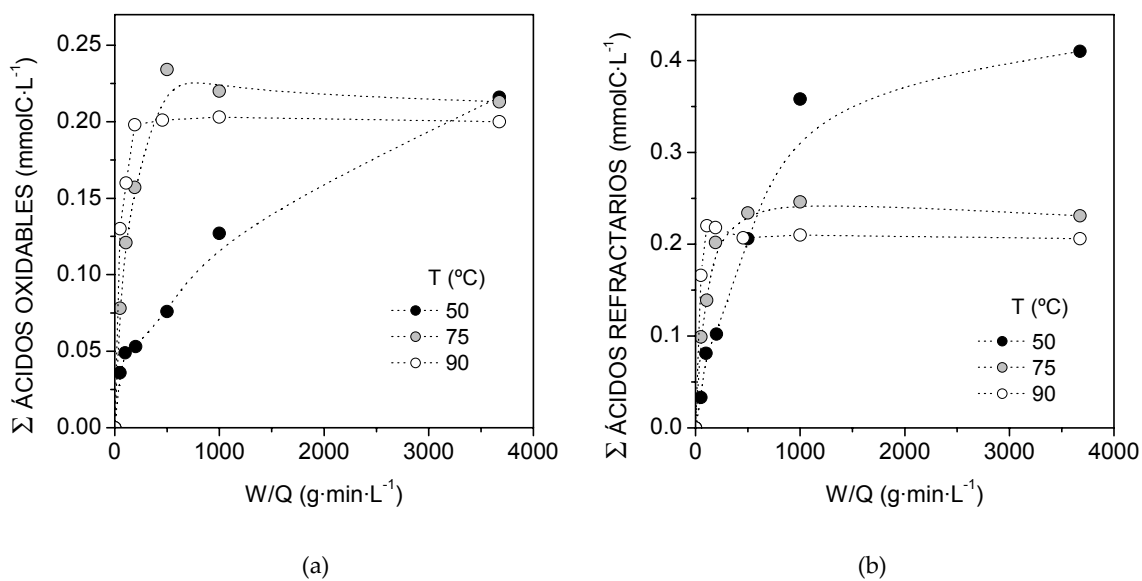 Σ ÁCIDOS OXIDABLES (mmolC·L⁻¹)
0.25
0.20
0.15
0.10
0.05
0.00
T (ºC)
50
75
90
0 1000 2000 3000 4000
W/Q (g·min·L⁻¹)
(a)
Σ ÁCIDOS REFRACTARIOS (mmolC·L⁻¹)
0.4
0.3
0.2
0.1
0.0
T (ºC)
50
75
90
0 1000 2000 3000 4000
W/Q (g·min·L⁻¹)
(b)